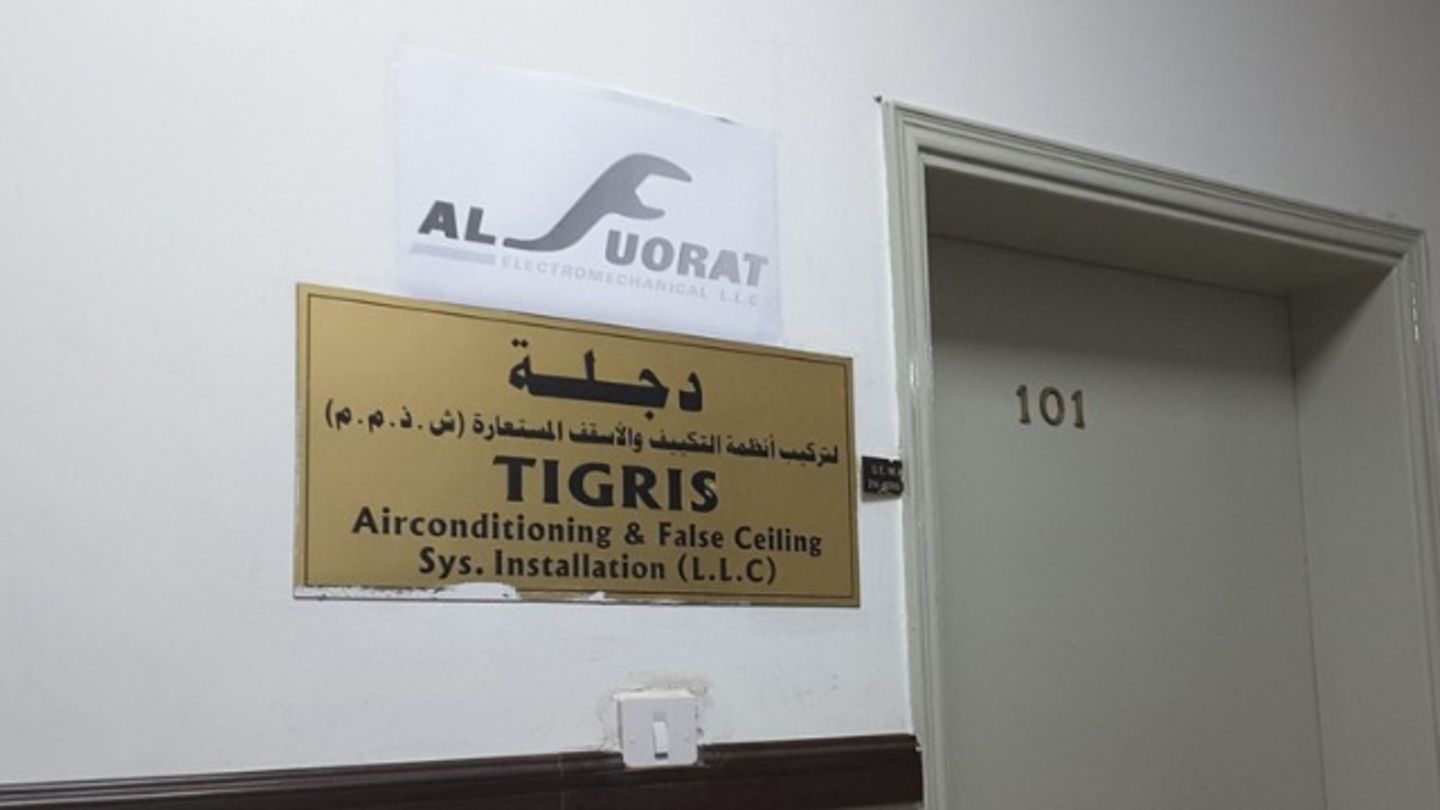 AL FUORAT
ELECTROMECHANICAL L.L.C
دجلة
لتركيب أنظمة التكييف والأسقف المستعارة (ش.ذ.م.م)
TIGRIS
Airconditioning & False Ceiling
Sys. Installation (L.L.C)
101